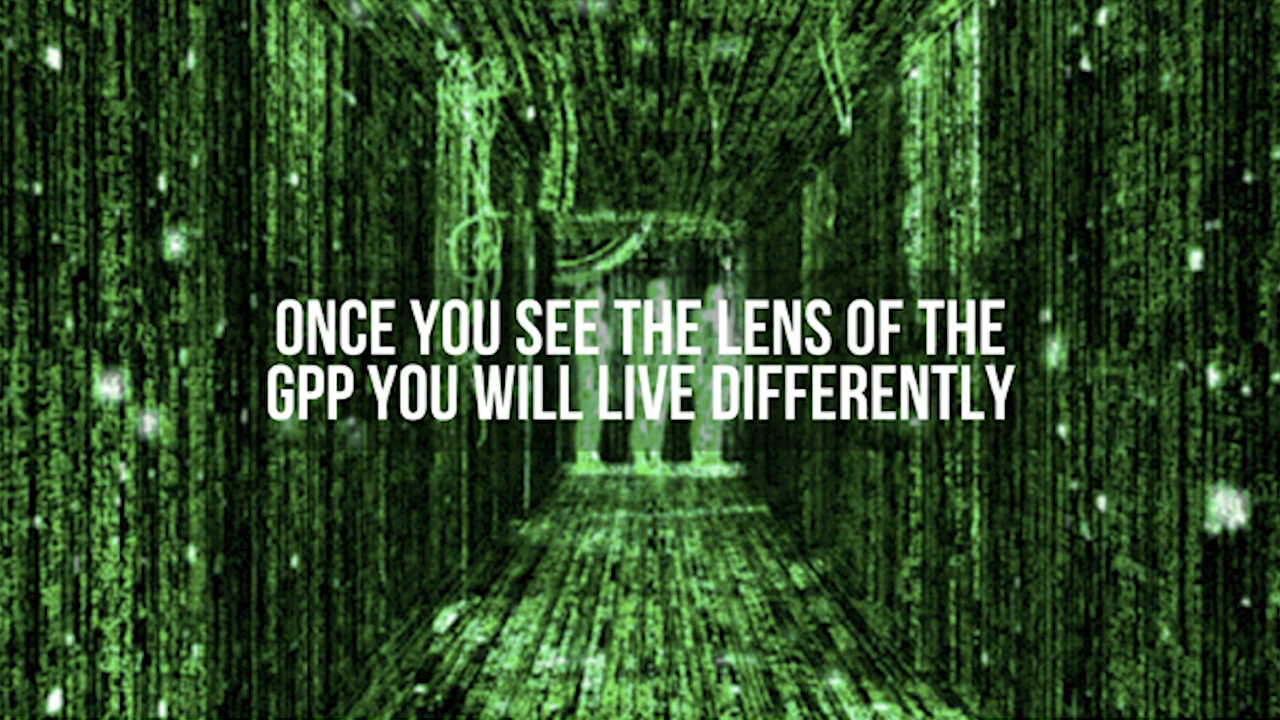 ONCE YOU SEE THE LENS OF THE
GPP YOU WILL LIVE DIFFERENTLY